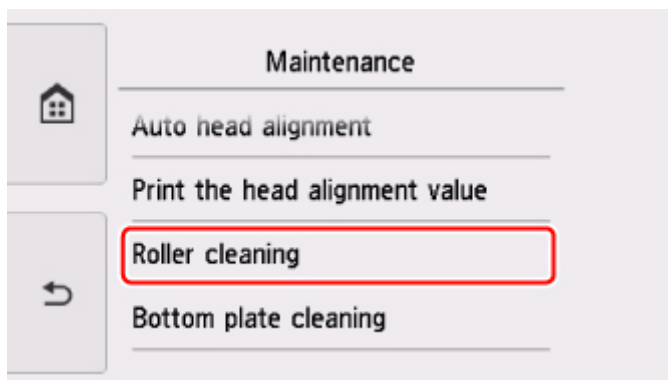 Maintenance
Auto head alignment
Print the head alignment value
Roller cleaning
Bottom plate cleaning